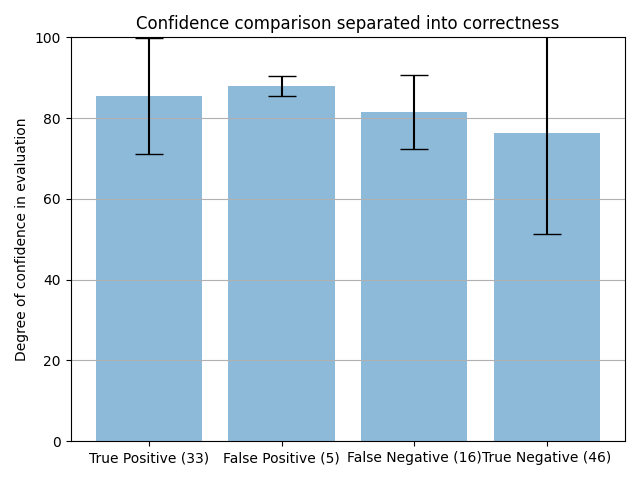 Confidence comparison separated into correctness
Degree of confidence in evaluation
100
80
60
40
20
0
True Positive (33)
False Positive (5)
False Negative (16)
True Negative (46)